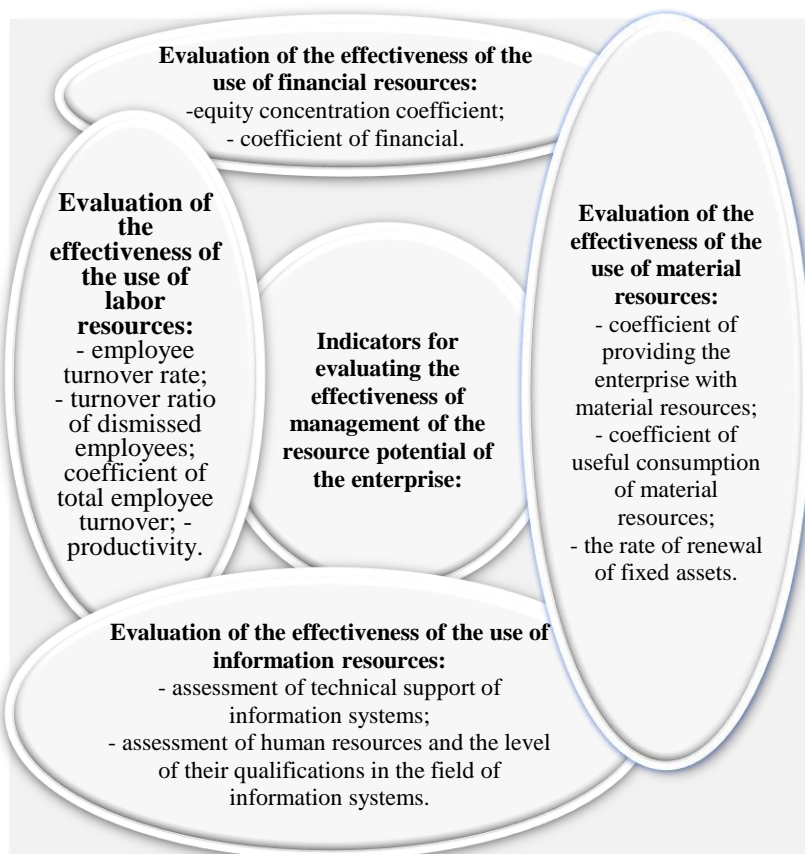 Evaluation of the effectiveness of the
use of financial resources:
-equity concentration coefficient;
- coefficient of financial.
Evaluation of
the
effectiveness of
the use of
labor
resources:
- employee
turnover rate;
- turnover ratio
of dismissed
employees;
coefficient of
total employee
turnover; -
productivity.
Indicators for
evaluating the
effectiveness of
management of the
resource potential of
the enterprise:
Evaluation of the
effectiveness of the
use of material
resources:
- coefficient of
providing the
enterprise with
material resources;
- coefficient of
useful consumption
of material
resources;
- the rate of renewal
of fixed assets.
Evaluation of the effectiveness of the use of
information resources:
- assessment of technical support of
information systems;
- assessment of human resources and the level
of their qualifications in the field of
information systems.